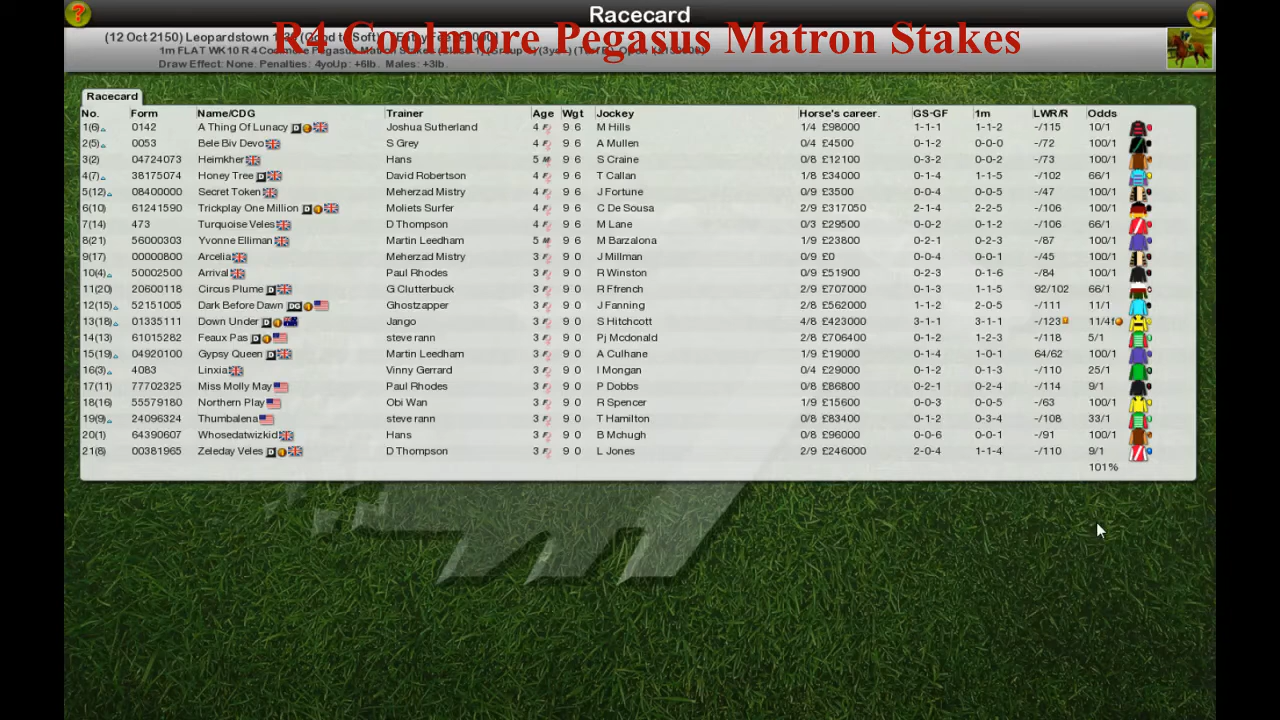 Racecard
R4 Coolmore Pegasus Matron Stakes
(12 Oct 2150) Leopardstown
1m FLAT WK10 R4
Draw Effect: None. Penalties: 4yoUp: +6lb. Males: +3lb.
Racecard
No. Form Name/CDG Trainer Age Wgt Jockey Horse's career. GS-GF 1m LWR/R Odds
1(6) 0142 A Thing Of Lunacy D Joshua Sutherland 4 9 6 M Hills 1/4 £98000 1-1-1 1-1-2 -/115 10/1
2(5) 0053 Bele Biv Devo S Grey 4 9 6 A Mullen 0/4 £4500 0-1-2 0-0-0 -/72 100/1
3(2) 04724073 Heimkher Hans 5 9 6 S Craine 0/8 £12100 0-3-2 0-0-2 -/73 100/1
4(7) 38175074 Honey Tree D David Robertson 4 9 6 T Callan 1/8 £34000 0-1-4 1-1-5 -/102 66/1
5(12) 08400000 Secret Token Meherzad Mistry 4 9 6 J Fortune 0/9 £3500 0-0-4 0-0-5 -/47 100/1
6(10) 61241590 Trickplay One Million D Moliets Surfer 4 9 6 C De Sousa 2/9 £317050 2-1-4 2-2-5 -/106 100/1
7(14) 473 Turquoise Veles D Thompson 4 9 6 M Lane 0/3 £29500 0-0-2 0-1-2 -/106 66/1
8(21) 56000303 Yvonne Elliman Martin Leedham 5 9 6 M Barzalona 1/9 £23800 0-2-1 0-2-3 -/87 100/1
9(17) 00000800 Arcelia Meherzad Mistry 3 9 0 J Millman 0/9 £0 0-0-4 0-0-1 -/45 100/1
10(4) 50002500 Arrival Paul Rhodes 3 9 0 R Winston 0/9 £51900 0-2-3 0-1-6 -/84 100/1
11(20) 20600118 Circus Plume D G Clutterbuck 3 9 0 R Ffrench 2/9 £707000 0-1-3 1-1-5 92/102 66/1
12(15) 52151005 Dark Before Dawn DG Ghostzapper 3 9 0 J Fanning 2/8 £562000 1-1-2 2-0-5 -/111 11/1
13(18) 01335111 Down Under D Jango 3 9 0 S Hitchcott 4/8 £423000 3-1-1 3-1-1 -/123 11/4f
14(13) 61015282 Feaux Pas D steve rann 3 9 0 Pj Mcdonald 2/8 £706400 0-1-2 1-2-3 -/118 5/1
15(19) 04920100 Gypsy Queen D Martin Leedham 3 9 0 A Culhane 1/9 £19000 0-1-4 1-0-1 64/62 100/1
16(3) 4083 Linxia Vinny Gerrard 3 9 0 I Mongan 0/4 £29000 0-1-2 0-1-3 -/110 25/1
17(11) 77702325 Miss Molly May Paul Rhodes 3 9 0 P Dobbs 0/8 £86800 0-2-1 0-2-4 -/114 9/1
18(16) 55579180 Northern Play Obi Wan 3 9 0 R Spencer 1/9 £15600 0-0-3 0-0-5 -/63 100/1
19(9) 24096324 Thumbalena steve rann 3 9 0 T Hamilton 0/8 £83400 0-1-2 0-3-4 -/108 33/1
20(1) 64390607 Whosedatwizkid Hans 3 9 0 B Mchugh 0/8 £96000 0-0-6 0-0-1 -/91 100/1
21(8) 00381965 Zeleday Veles D D Thompson 3 9 0 L Jones 2/9 £246000 2-0-4 1-1-4 -/110 9/1
101%